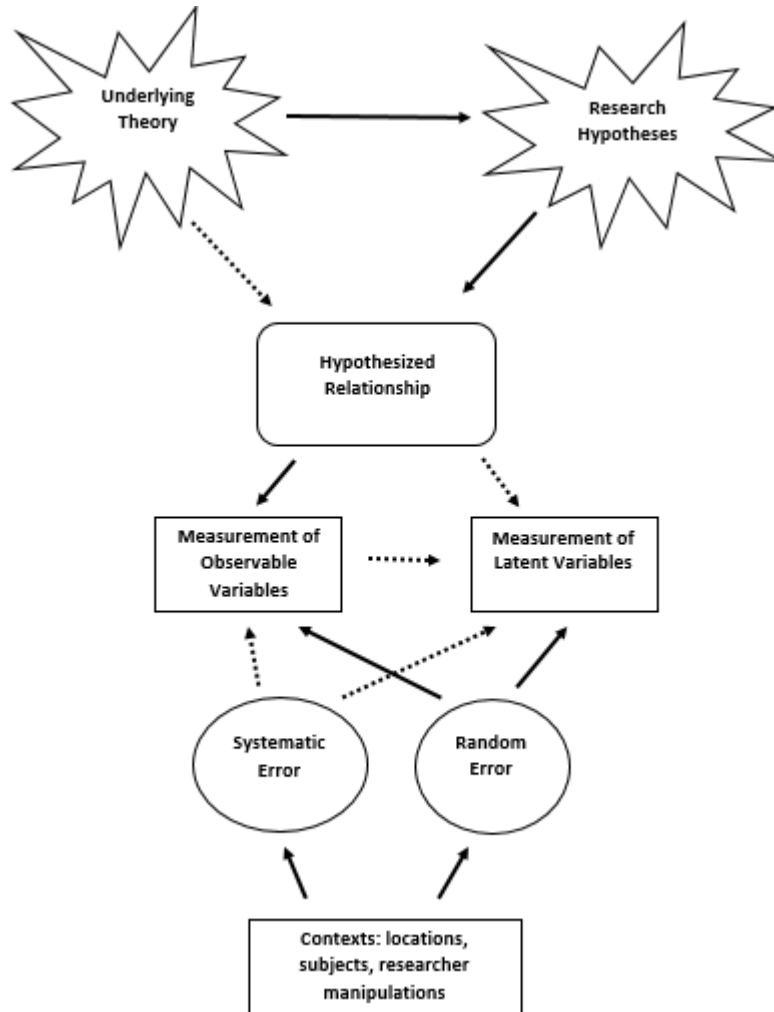 Underlying
Theory
Research
Hypotheses
Hypothesized
Relationship
Measurement of
Observable
Variables
Measurement of
Latent Variables
Systematic
Error
Random
Error
Contexts: locations,
subjects, researcher
manipulations